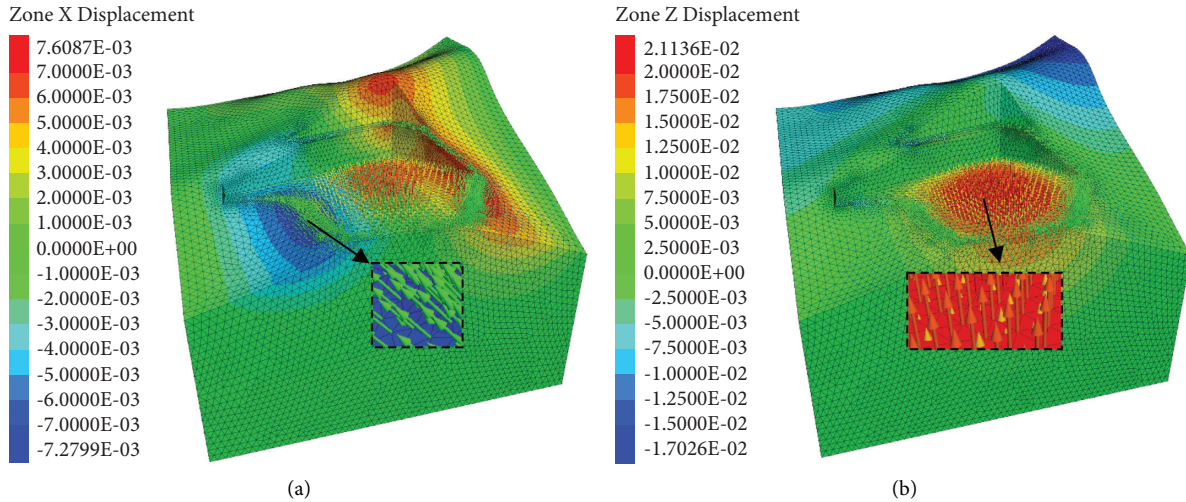 Zone X Displacement
7.6087E-03
7.0000E-03
6.0000E-03
5.0000E-03
4.0000E-03
3.0000E-03
2.0000E-03
1.0000E-03
0.0000E+00
-1.0000E-03
-2.0000E-03
-3.0000E-03
-4.0000E-03
-5.0000E-03
-6.0000E-03
-7.0000E-03
-7.2799E-03
(a)
Zone Z Displacement
2.1136E-02
2.0000E-02
1.7500E-02
1.5000E-02
1.2500E-02
1.0000E-02
7.5000E-03
5.0000E-03
2.5000E-03
0.0000E+00
-2.5000E-03
-5.0000E-03
-7.5000E-03
-1.0000E-02
-1.2500E-02
-1.5000E-02
-1.7026E-02
(b)